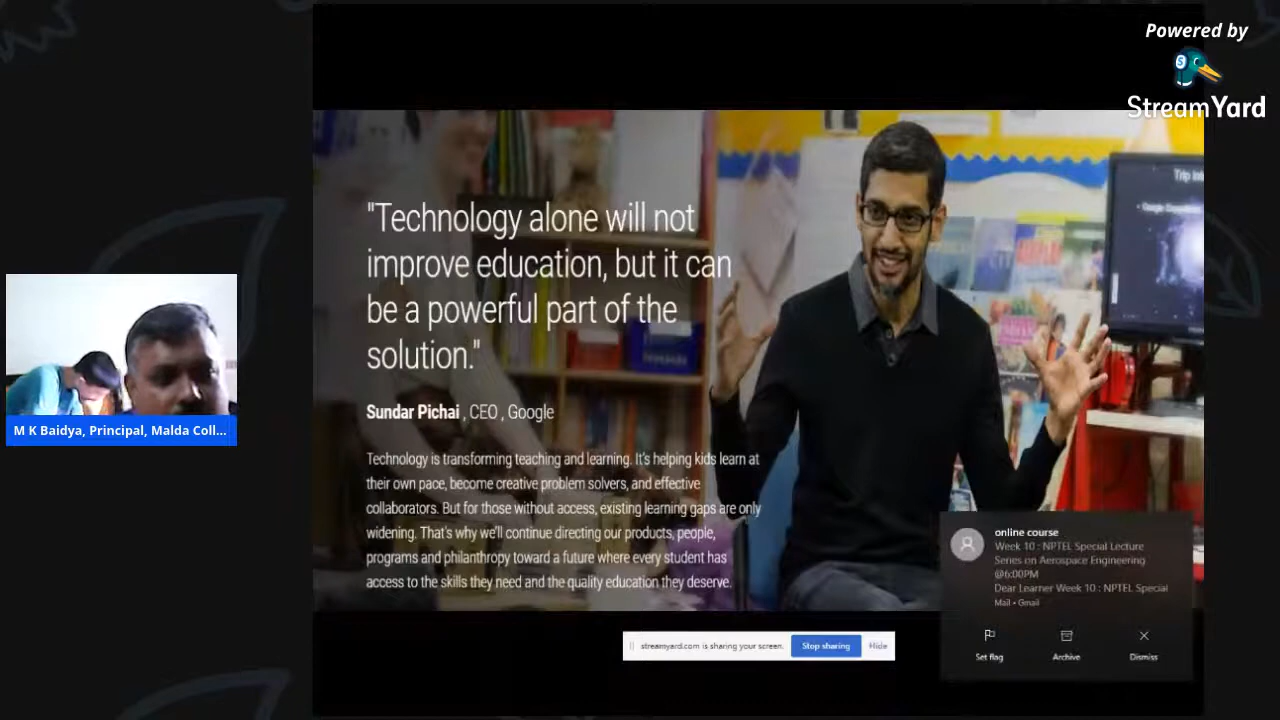 Powered by
StreamYard
"Technology alone will not
improve education, but it can
be a powerful part of the
solution."
Sundar Pichai , CEO , Google
Technology is transforming teaching and learning. It's helping kids learn at
their own pace, become creative problem solvers, and effective
collaborators. But for those without access, existing learning gaps are only
widening. That's why we'll continue directing our products, people,
programs and philanthropy toward a future where every student has
access to the skills they need and the quality education they deserve.
M K Baidya, Principal, Malda Coll...
online course
Week 10 : NPTEL Special Lecture
Series on Aerospace Engineering
@6:00PM
Dear Learner Week 10 : NPTEL Special
Mail • Gmail
Set flag
Archive
Dismiss
streamyard.com is sharing your screen.
Stop sharing
Hide